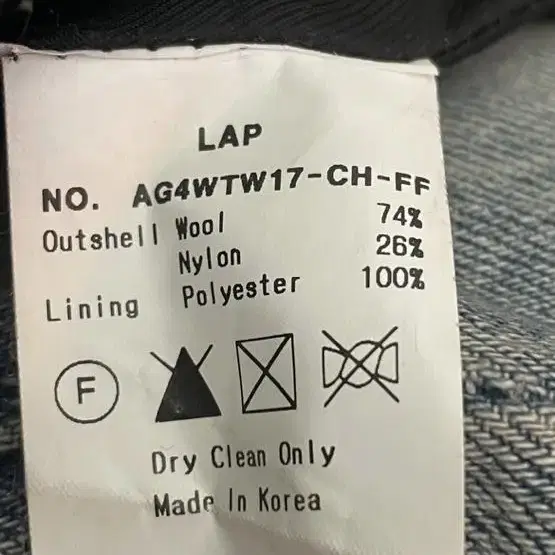 LAP
NO. AG4WTW17-CH-FF
Outshell Wool 74%
Nylon 26%
Lining Polyester 100%
F
Dry Clean Only
Made In Korea